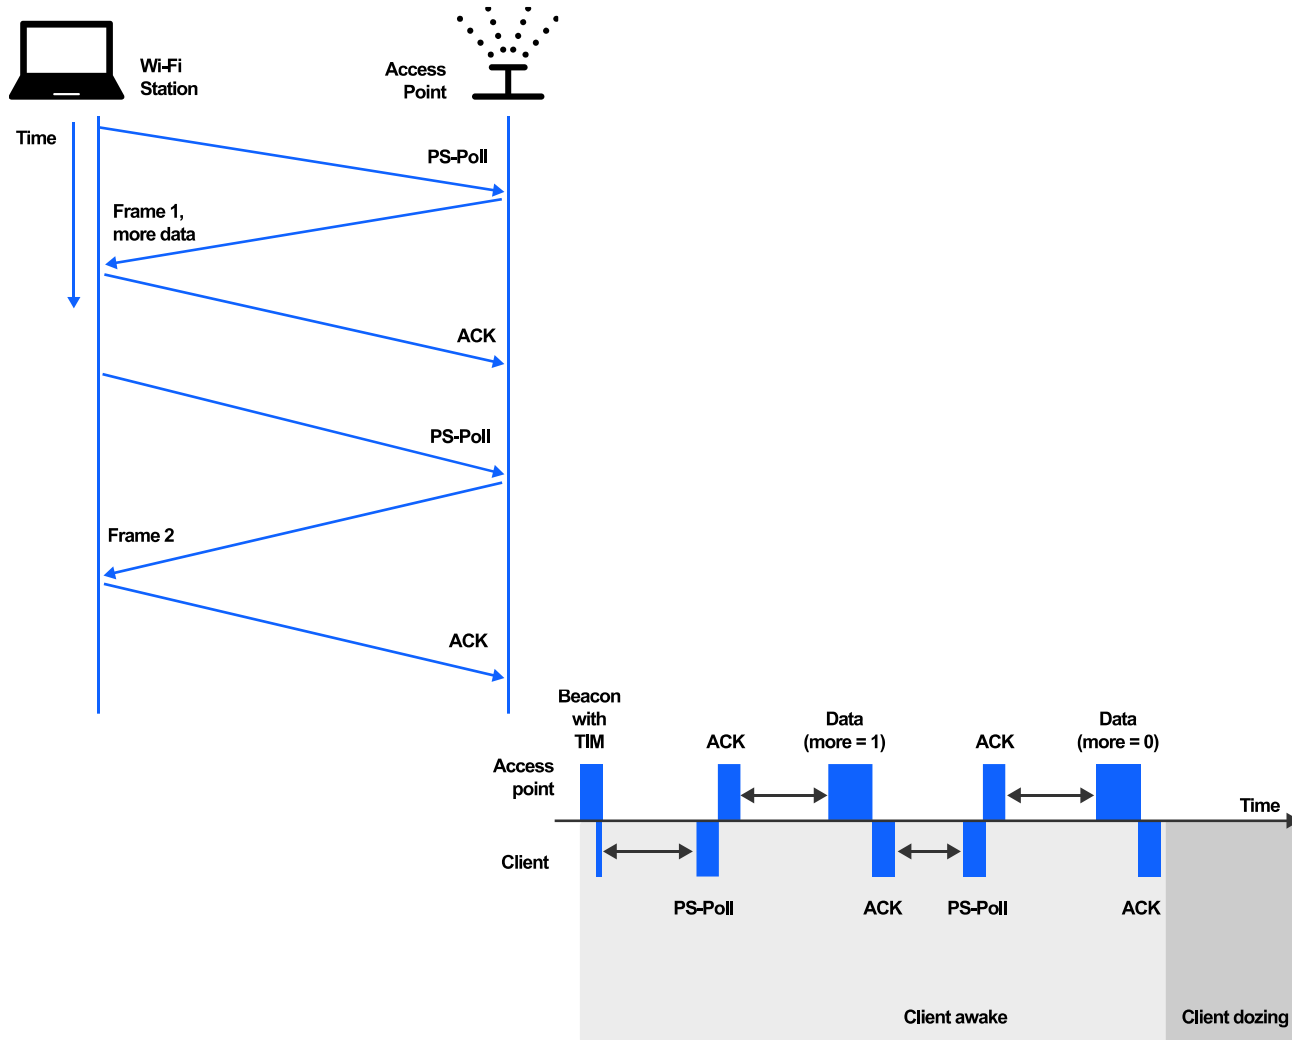 Wi-Fi
Station
Access
Point
Time
PS-Poll
Frame 1,
more data
ACK
PS-Poll
Frame 2
ACK
Beacon
with
TIM
ACK
Data
(more = 1)
ACK
Data
(more = 0)
Access
point
Time
Client
PS-Poll
ACK
PS-Poll
ACK
Client awake
Client dozing